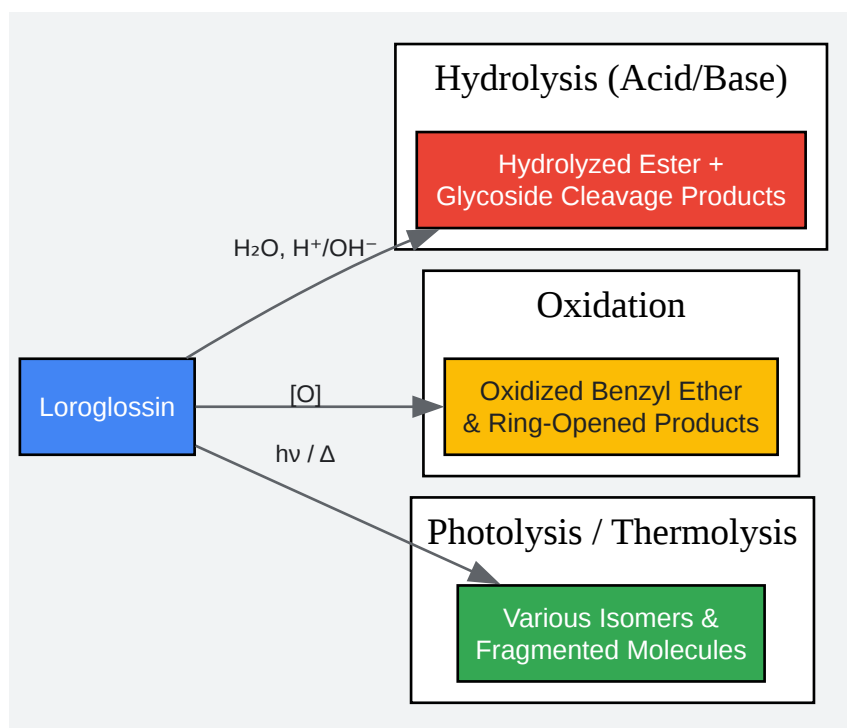 Hydrolysis (Acid/Base)
Hydrolyzed Ester +
Glycoside Cleavage Products
H₂O, H⁺/OH⁻
Oxidation
Loroglossin
[O]
Oxidized Benzyl Ether
& Ring-Opened Products
hν / Δ
Photolysis / Thermolysis
Various Isomers &
Fragmented Molecules